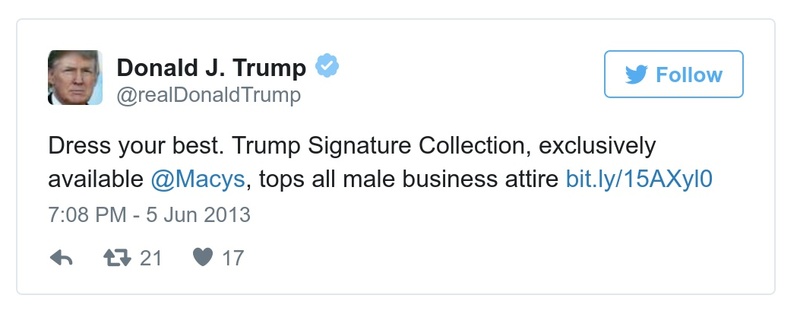 Donald J. Trump
@realDonaldTrump
Follow
Dress your best. Trump Signature Collection, exclusively
available @Macys, tops all male business attire bit.ly/15AXyl0
7:08 PM - 5 Jun 2013
21 17